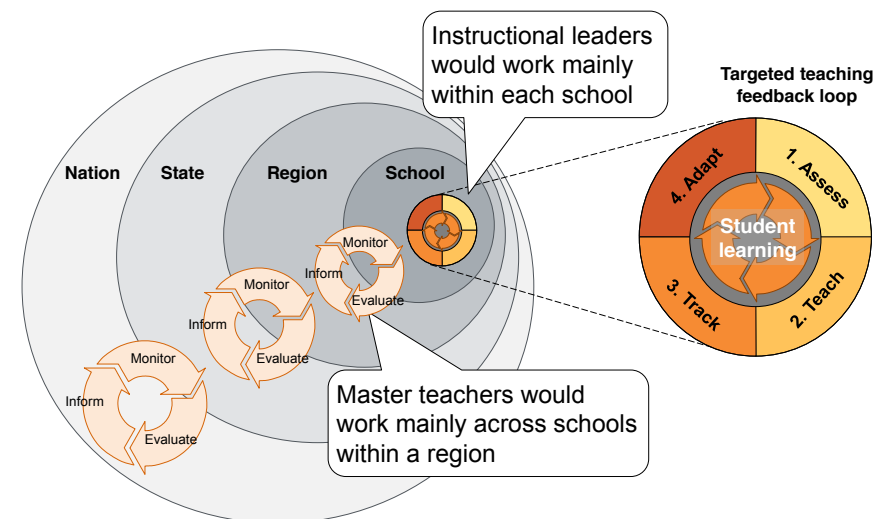 Instructional leaders
would work mainly
within each school
Targeted teaching
feedback loop
Nation
State
Region
School
4. Adapt
1. Assess
Student
learning
3. Track
2. Teach
Monitor
Inform
Evaluate
Monitor
Inform
Evaluate
Monitor
Inform
Evaluate
Master teachers would
work mainly across schools
within a region